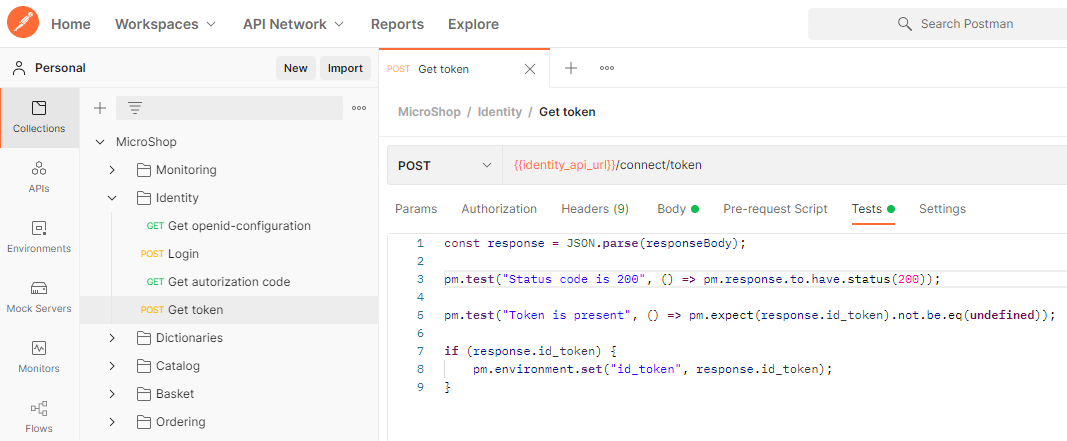 Home Workspaces API Network Reports Explore Search Postman
Personal New Import
POST Get token
Collections
APIs
Environments
Mock Servers
Monitors
Flows
MicroShop
Monitoring
Identity
GET Get openid-configuration
POST Login
GET Get autorization code
POST Get token
Dictionaries
Catalog
Basket
Ordering
MicroShop / Identity / Get token
POST {{identity_api_url}}/connect/token
Params Authorization Headers (9) Body Pre-request Script Tests Settings
1 const response = JSON.parse(responseBody);
2
3 pm.test("Status code is 200", () => pm.response.to.have.status(200));
4
5 pm.test("Token is present", () => pm.expect(response.id_token).not.be.eq(undefined));
6
7 if (response.id_token) {
8 pm.environment.set("id_token", response.id_token);
9 }